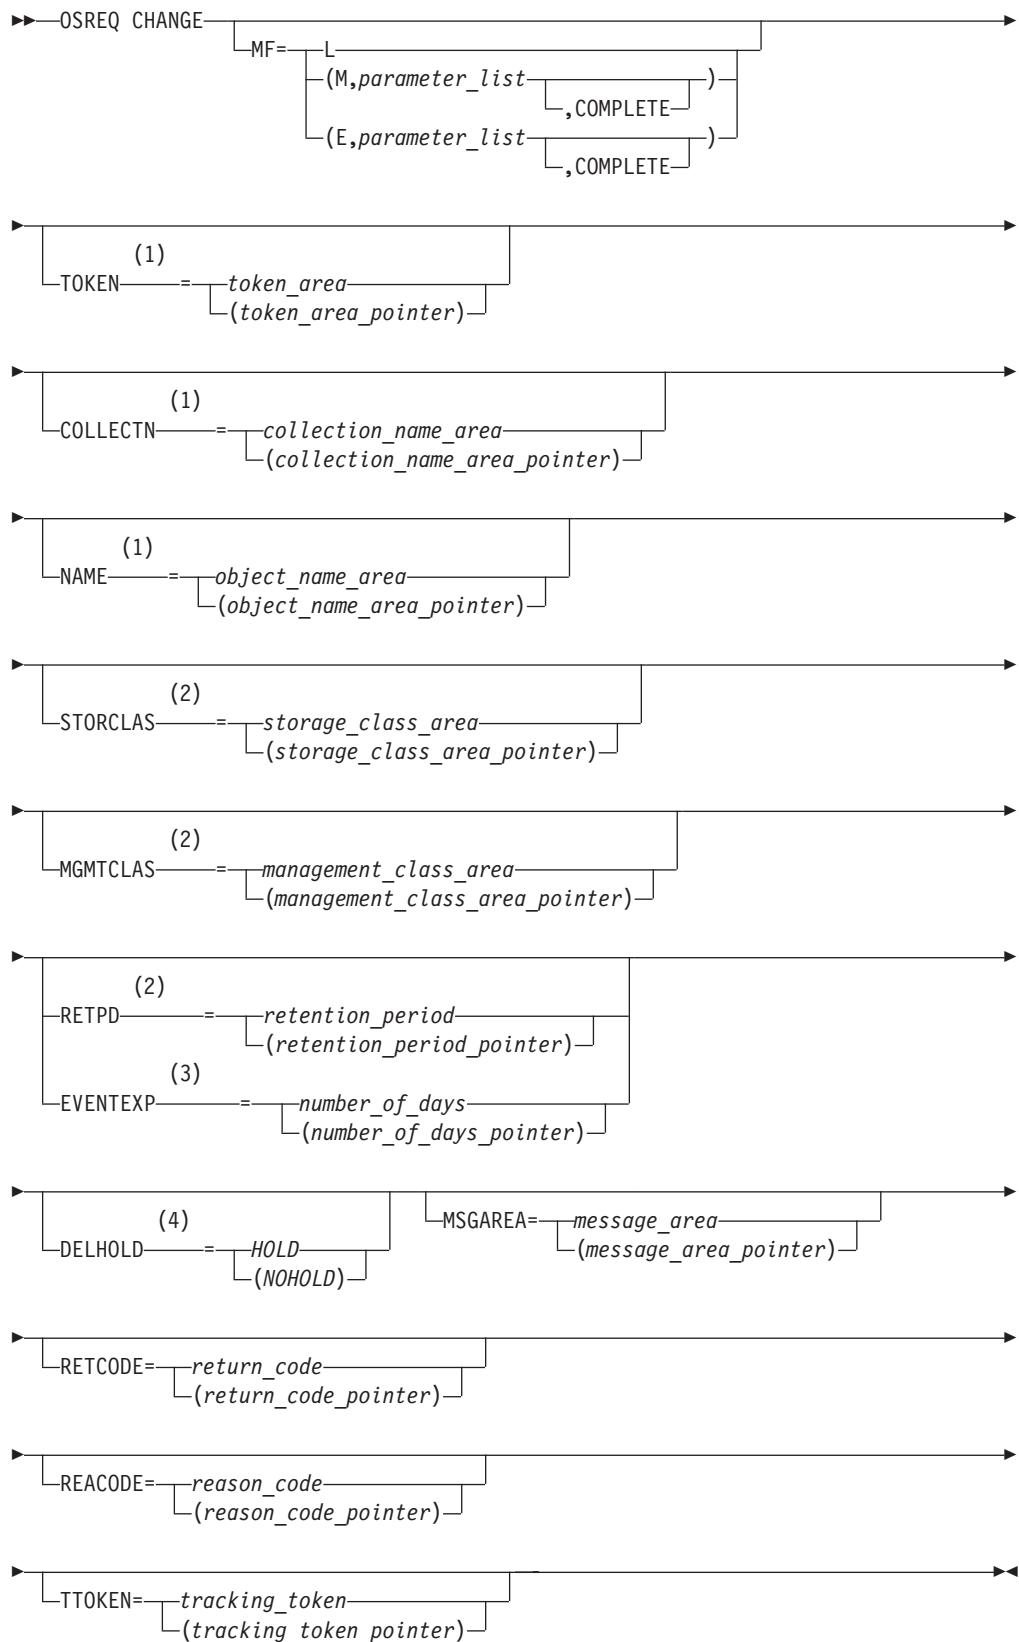 OSREQ CHANGE
MF= L
(M,parameter_list )
,COMPLETE
(E,parameter_list )
,COMPLETE
(1)
TOKEN = token_area
(token_area_pointer)
(1)
COLLECTN = collection_name_area
(collection_name_area_pointer)
(1)
NAME = object_name_area
(object_name_area_pointer)
(2)
STORCLAS = storage_class_area
(storage_class_area_pointer)
(2)
MGMTCLAS = management_class_area
(management_class_area_pointer)
(2)
RETPD = retention_period
(retention_period_pointer)
(3)
EVENTEXP = number_of_days
(number_of_days_pointer)
(4)
DELHOLD = HOLD
(NOHOLD)
MSGAREA= message_area
(message_area_pointer)
RETCODE= return_code
(return_code_pointer)
REACODE= reason_code
(reason_code_pointer)
TTOKEN= tracking_token
(tracking token pointer)